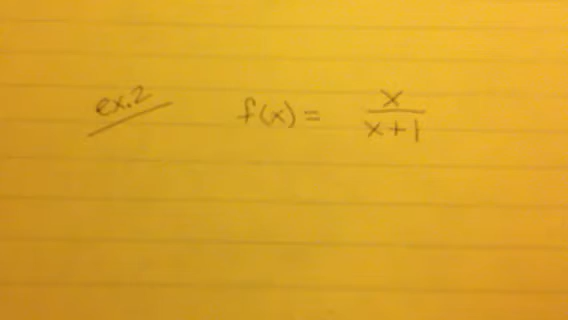 ex.2 f(x) = x/x+1